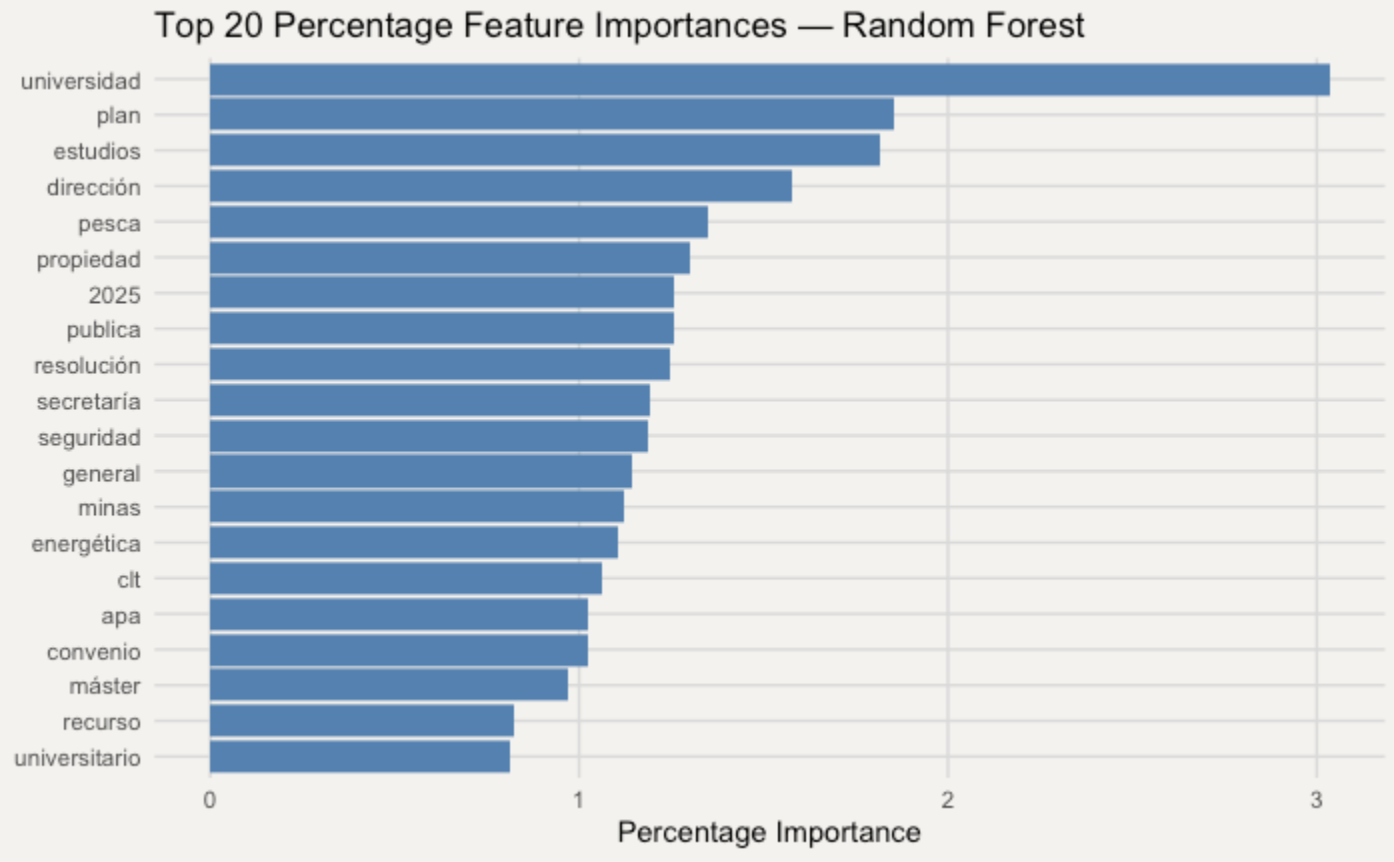 Top 20 Percentage Feature Importances — Random Forest
universidad
plan
estudios
dirección
pesca
propiedad
2025
publica
resolución
secretaría
seguridad
general
minas
energética
clt
apa
convenio
máster
recurso
universitario
0 1 2 3
Percentage Importance